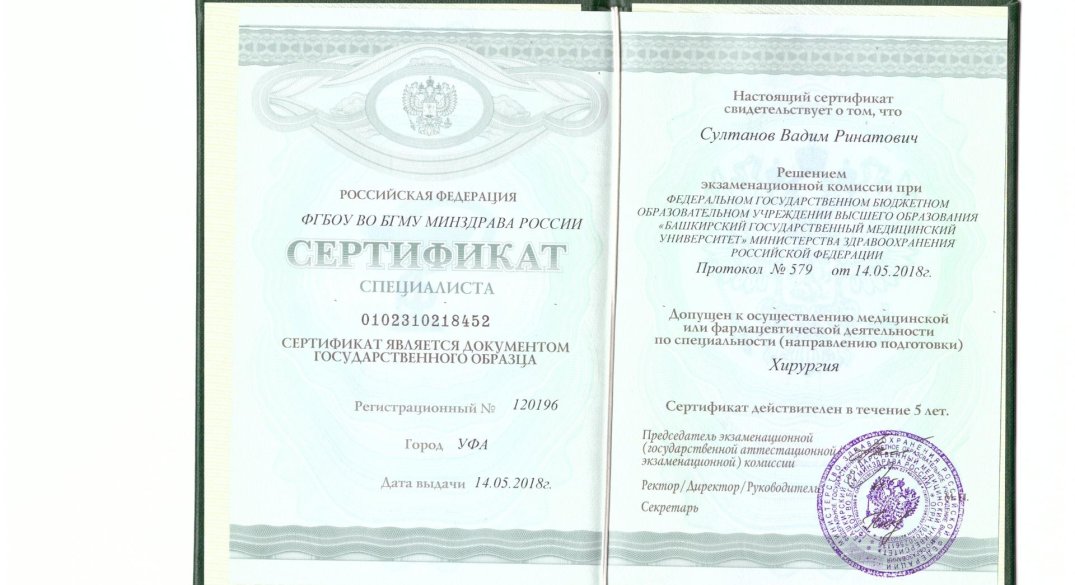 РОССИЙСКАЯ ФЕДЕРАЦИЯ
ФГБОУ ВО БГМУ МИНЗДРАВА РОССИИ
СЕРТИФИКАТ
СПЕЦИАЛИСТА
0102310218452
СЕРТИФИКАТ ЯВЛЯЕТСЯ ДОКУМЕНТОМ
ГОСУДАРСТВЕННОГО ОБРАЗЦА
Регистрационный № 120196
Город УФА
Дата выдачи 14.05.2018г.
Настоящий сертификат
свидетельствует о том, что
Султанов Вадим Ринатович
Решением
экзаменационной комиссии при
ФЕДЕРАЛЬНОМ ГОСУДАРСТВЕННОМ БЮДЖЕТНОМ
ОБРАЗОВАТЕЛЬНОМ УЧРЕЖДЕНИИ ВЫСШЕГО ОБРАЗОВАНИЯ
«БАШКИРСКИЙ ГОСУДАРСТВЕННЫЙ МЕДИЦИНСКИЙ
УНИВЕРСИТЕТ» МИНИСТЕРСТВА ЗДРАВООХРАНЕНИЯ
РОССИЙСКОЙ ФЕДЕРАЦИИ
Протокол № 579 от 14.05.2018г.
Допущен к осуществлению медицинской
или фармацевтической деятельности
по специальности (направлению подготовки)
Хирургия
Сертификат действителен в течение 5 лет.
Председатель экзаменационной
(государственной аттестационной,
экзаменационной) комиссии
Ректор/Директор/Руководитель
Секретарь
МИНИСТЕРСТВО ЗДРАВООХРАНЕНИЯ РОССИЙСКОЙ ФЕДЕРАЦИИ